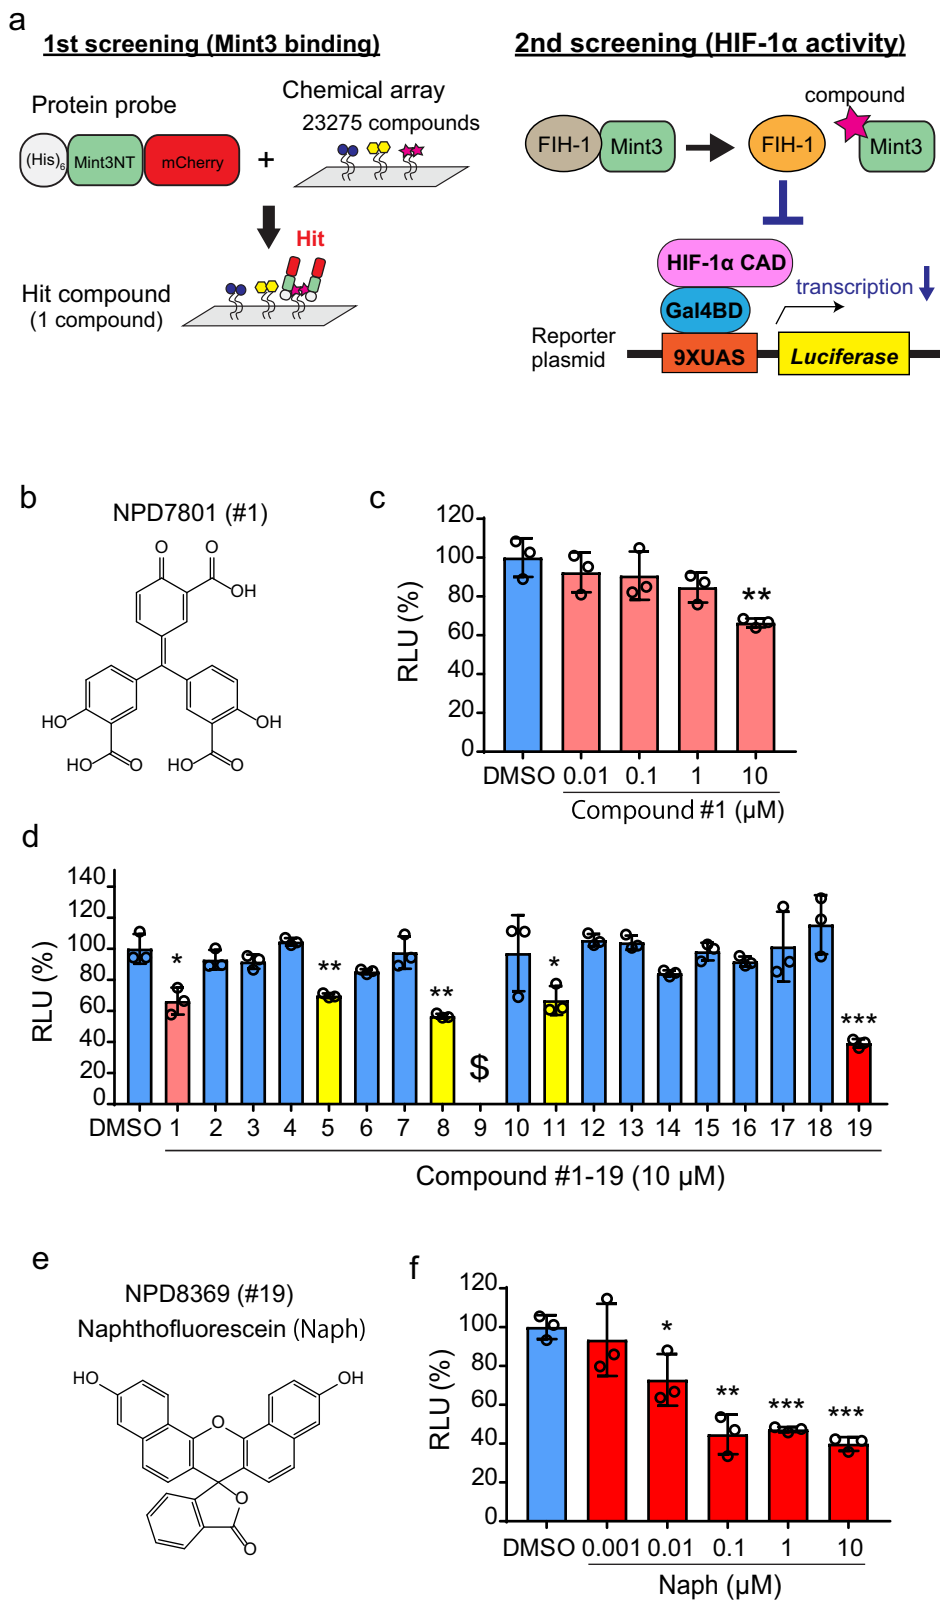 a
1st screening (Mint3 binding)
2nd screening (HIF-1α activity)
Protein probe
Chemical array
23275 compounds
(His)6
Mint3NT
mCherry
+
Hit
Hit compound
(1 compound)
compound
FIH-1
Mint3
FIH-1
Mint3
HIF-1α CAD
Gal4BD
transcription
Reporter
plasmid
9XUAS
Luciferase
b
NPD7801 (#1)
O
O
OH
HO
OH
HO
O
HO
O
c
RLU (%)
120
100
80
60
40
20
0
**
DMSO 0.01 0.1 1 10
Compound #1 (µM)
d
RLU (%)
140
120
100
80
60
40
20
0
* ** ** $ * ***
DMSO 1 2 3 4 5 6 7 8 9 10 11 12 13 14 15 16 17 18 19
Compound #1-19 (10 µM)
e
NPD8369 (#19)
Naphthofluorescein (Naph)
HO
OH
O
O
O
f
RLU (%)
120
100
80
60
40
20
0
* ** *** ***
DMSO 0.001 0.01 0.1 1 10
Naph (µM)